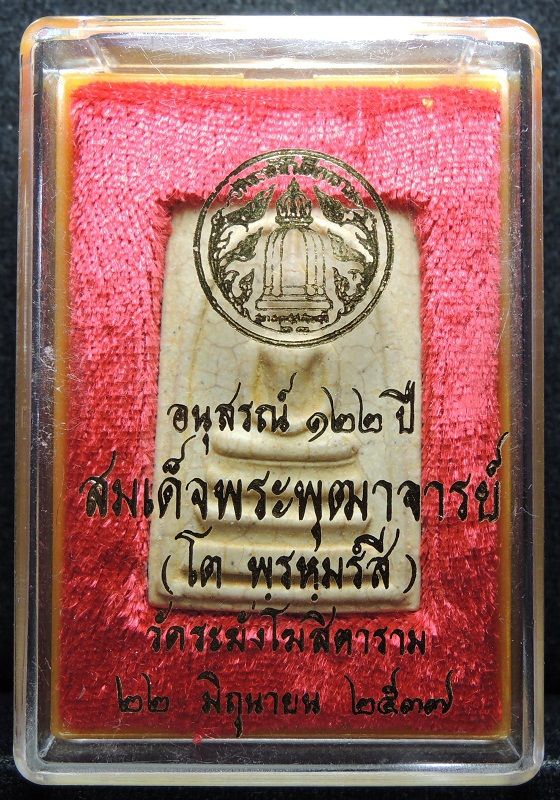 อนุสรณ์ ๑๒๒ ปี
สมเด็จพระพุฒาจารย์
( โต พฺรหฺมรํสี )
วัดระฆังโฆสิตาราม
๒๒ มิถุนายน ๒๕๓๗